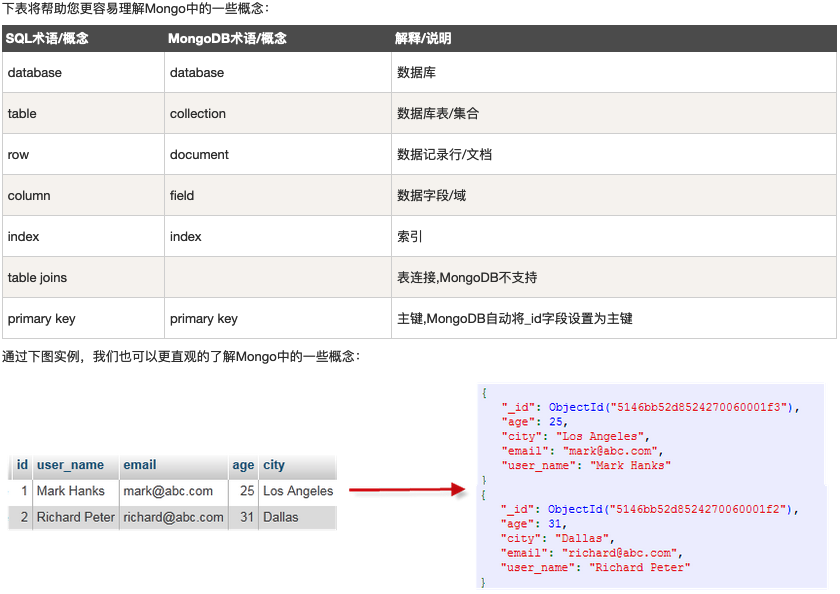 下表将帮助您更容易理解Mongo中的一些概念：
SQL术语/概念 MongoDB术语/概念 解释/说明
database database 数据库
table collection 数据库表/集合
row document 数据记录行/文档
column field 数据字段/域
index index 索引
table joins 表连接,MongoDB不支持
primary key primary key 主键,MongoDB自动将_id字段设置为主键
通过下图实例，我们也可以更直观的了解Mongo中的一些概念：
id user_name email age city
1 Mark Hanks mark@abc.com 25 Los Angeles
2 Richard Peter richard@abc.com 31 Dallas
{
"_id": ObjectId("5146bb52d8524270060001f3"),
"age": 25,
"city": "Los Angeles",
"email": "mark@abc.com",
"user_name": "Mark Hanks"
}
{
"_id": ObjectId("5146bb52d8524270060001f2"),
"age": 31,
"city": "Dallas",
"email": "richard@abc.com",
"user_name": "Richard Peter"
}